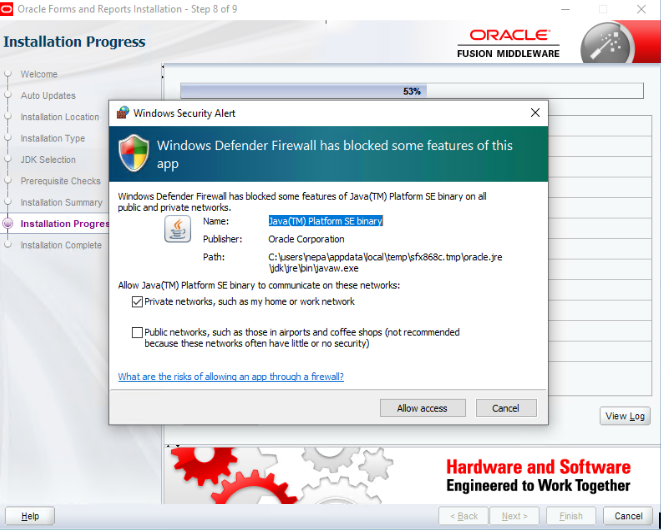 Oracle Forms and Reports Installation - Step 8 of 9
Installation Progress
ORACLE
FUSION MIDDLEWARE
Welcome
Auto Updates
Installation Location
Installation Type
JDK Selection
Prerequisite Checks
Installation Summary
Installation Progres
Installation Complete
53%
Windows Security Alert
Windows Defender Firewall has blocked some features of this
app
Windows Defender Firewall has blocked some features of Java(TM) Platform SE binary on all
public and private networks.
Name: Java(TM) Platform SE binary
Publisher: Oracle Corporation
Path: C:\users\nepa\appdata\local\temp\sfx868c.tmp\oracle.jre
\jdk\jre\bin\javaw.exe
Allow Java(TM) Platform SE binary to communicate on these networks:
Private networks, such as my home or work network
Public networks, such as those in airports and coffee shops (not recommended
because these networks often have little or no security)
What are the risks of allowing an app through a firewall?
Allow access Cancel
View Log
Hardware and Software
Engineered to Work Together
Help < Back Next > Finish Cancel